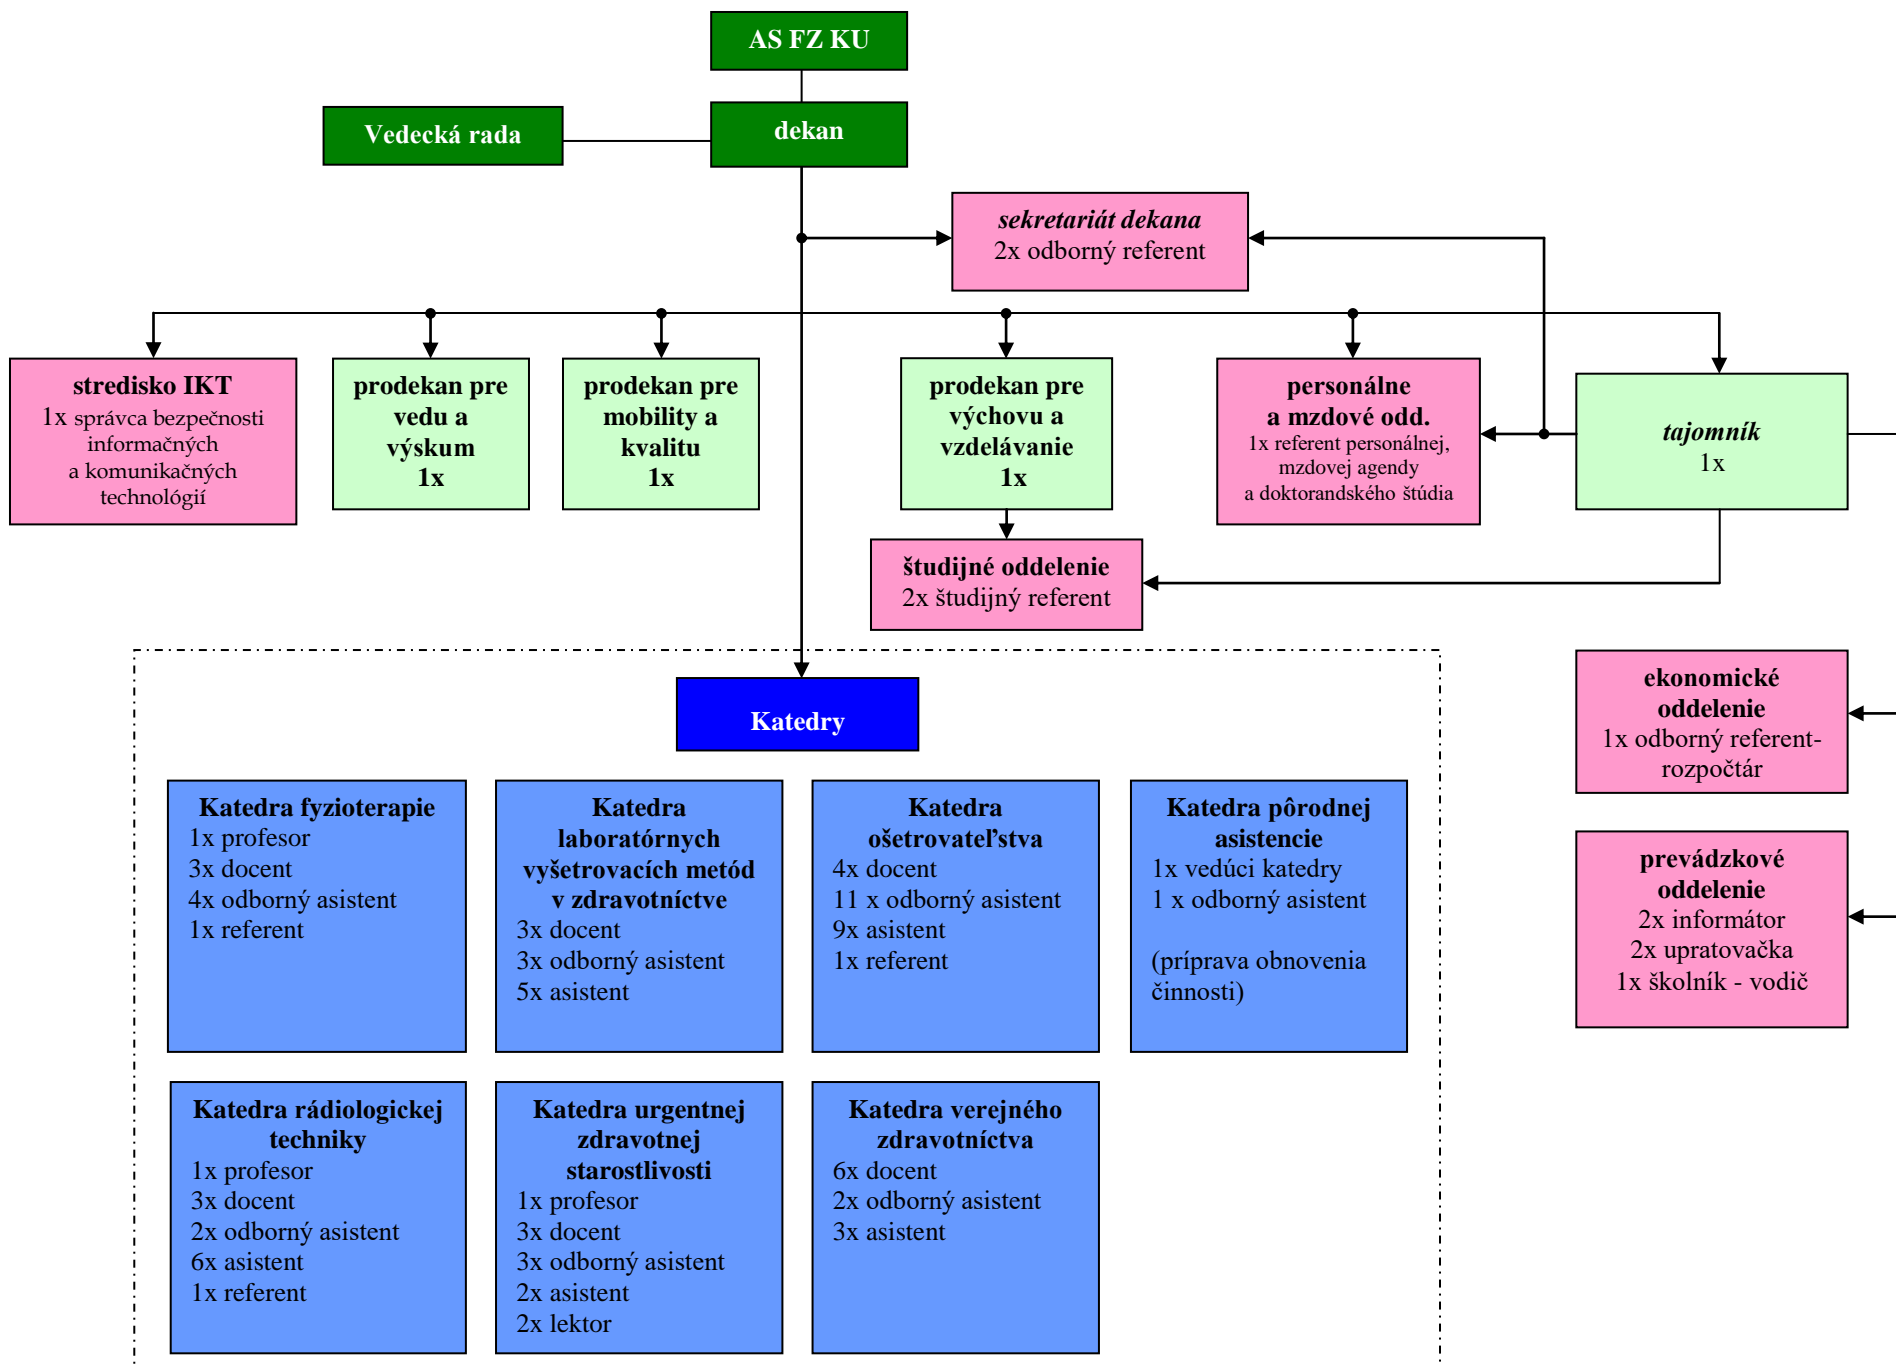 AS FZ KU
Vedecká rada
dekan
sekretariát dekana
2x odborný referent
stredisko IKT
1x správca bezpečnosti
informačných
a komunikačných
technológií
prodekan pre
vedu a
výskum
1x
prodekan pre
mobility a
kvalitu
1x
prodekan pre
výchovu a
vzdelávanie
1x
personálne
a mzdové odd.
1x referent personálnej,
mzdovej agendy
a doktorandského štúdia
tajomník
1x
študijné oddelenie
2x študijný referent
Katedry
ekonomické
oddelenie
1x odborný referent-
rozpočtár
prevádzkové
oddelenie
2x informátor
2x upratovačka
1x školník - vodič
Katedra fyzioterapie
1x profesor
3x docent
4x odborný asistent
1x referent
Katedra
laboratórnych
vyšetrovacích metód
v zdravotníctve
3x docent
3x odborný asistent
5x asistent
Katedra
ošetrovateľstva
4x docent
11 x odborný asistent
9x asistent
1x referent
Katedra pôrodnej
asistencie
1x vedúci katedry
1 x odborný asistent
(príprava obnovenia
činnosti)
Katedra rádiologickej
techniky
1x profesor
3x docent
2x odborný asistent
6x asistent
1x referent
Katedra urgentnej
zdravotnej
starostlivosti
1x profesor
3x docent
3x odborný asistent
2x asistent
2x lektor
Katedra verejného
zdravotníctva
6x docent
2x odborný asistent
3x asistent